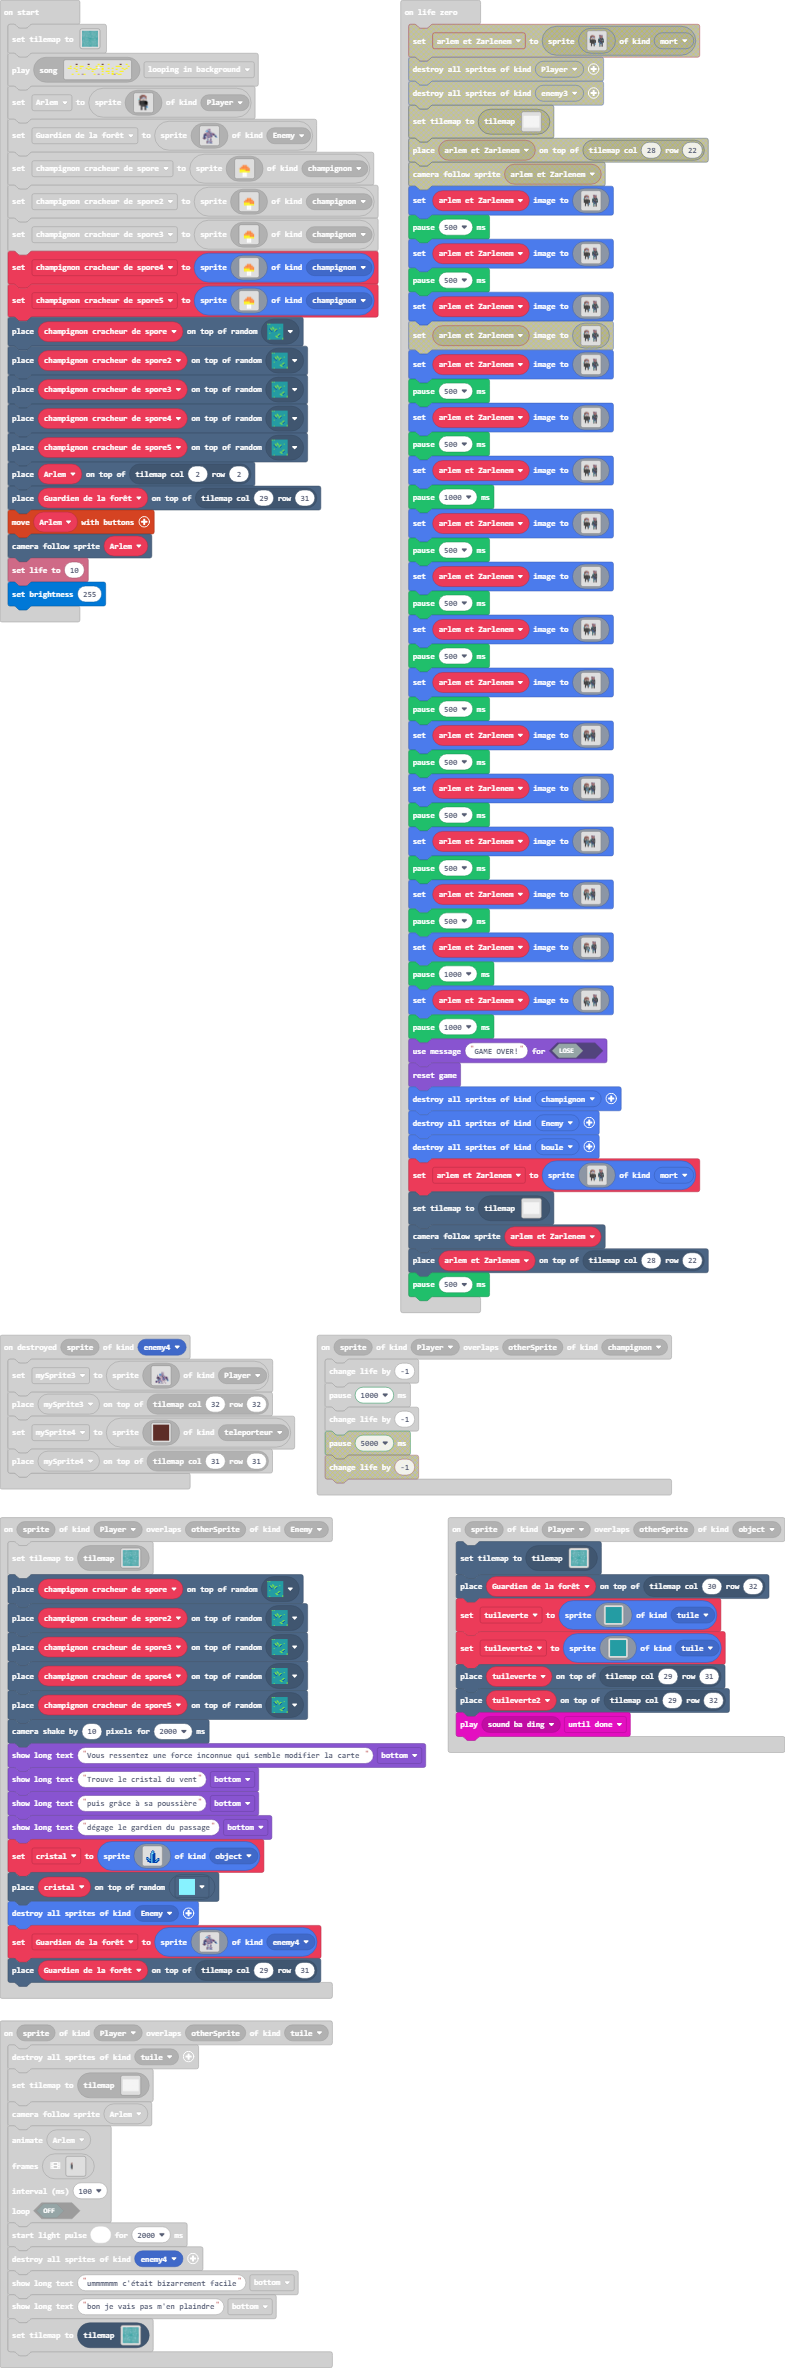 on start
set tilemap to
play song looping in background
set Arlem to sprite of kind Player
set Guardien de la forêt to sprite of kind Enemy
set champignon cracheur de spore to sprite of kind champignon
set champignon cracheur de spore2 to sprite of kind champignon
set champignon cracheur de spore3 to sprite of kind champignon
set champignon cracheur de spore4 to sprite of kind champignon
set champignon cracheur de spore5 to sprite of kind champignon
place champignon cracheur de spore on top of random
place champignon cracheur de spore2 on top of random
place champignon cracheur de spore3 on top of random
place champignon cracheur de spore4 on top of random
place champignon cracheur de spore5 on top of random
place Arlem on top of tilemap col 2 row 2
place Guardien de la forêt on top of tilemap col 29 row 31
move Arlem with buttons
camera follow sprite Arlem
set life to 10
set brightness 255
on life zero
set arlem et Zarlenem to sprite of kind mort
destroy all sprites of kind Player
destroy all sprites of kind enemy3
set tilemap to tilemap
place arlem et Zarlenem on top of tilemap col 28 row 22
camera follow sprite arlem et Zarlenem
set arlem et Zarlenem image to
pause 500 ms
set arlem et Zarlenem image to
pause 500 ms
set arlem et Zarlenem image to
set arlem et Zarlenem image to
set arlem et Zarlenem image to
pause 500 ms
set arlem et Zarlenem image to
pause 500 ms
set arlem et Zarlenem image to
pause 1000 ms
set arlem et Zarlenem image to
pause 500 ms
set arlem et Zarlenem image to
pause 500 ms
set arlem et Zarlenem image to
pause 500 ms
set arlem et Zarlenem image to
pause 500 ms
set arlem et Zarlenem image to
pause 500 ms
set arlem et Zarlenem image to
pause 500 ms
set arlem et Zarlenem image to
pause 500 ms
set arlem et Zarlenem image to
pause 500 ms
set arlem et Zarlenem image to
pause 1000 ms
set arlem et Zarlenem image to
pause 1000 ms
use message "GAME OVER!" for LOSE
reset game
destroy all sprites of kind champignon
destroy all sprites of kind Enemy
destroy all sprites of kind boule
set arlem et Zarlenem to sprite of kind mort
set tilemap to tilemap
camera follow sprite arlem et Zarlenem
place arlem et Zarlenem on top of tilemap col 28 row 22
pause 500 ms
on destroyed sprite of kind enemy4
set mySprite3 to sprite of kind Player
place mySprite3 on top of tilemap col 32 row 32
set mySprite4 to sprite of kind teleporteur
place mySprite4 on top of tilemap col 31 row 31
on sprite of kind Player overlaps otherSprite of kind champignon
change life by -1
pause 1000 ms
change life by -1
pause 5000 ms
change life by -1
on sprite of kind Player overlaps otherSprite of kind Enemy
set tilemap to tilemap
place champignon cracheur de spore on top of random
place champignon cracheur de spore2 on top of random
place champignon cracheur de spore3 on top of random
place champignon cracheur de spore4 on top of random
place champignon cracheur de spore5 on top of random
camera shake by 10 pixels for 2000 ms
show long text "Vous ressentez une force inconnue qui semble modifier la carte " bottom
show long text "Trouve le cristal du vent" bottom
show long text "puis grâce à sa poussière" bottom
show long text "dégage le gardien du passage" bottom
set cristal to sprite of kind object
place cristal on top of random
destroy all sprites of kind Enemy
set Guardien de la forêt to sprite of kind enemy4
place Guardien de la forêt on top of tilemap col 29 row 31
on sprite of kind Player overlaps otherSprite of kind object
set tilemap to tilemap
place Guardien de la forêt on top of tilemap col 30 row 32
set tuileverte to sprite of kind tuile
set tuileverte2 to sprite of kind tuile
place tuileverte on top of tilemap col 29 row 31
place tuileverte2 on top of tilemap col 29 row 32
play sound ba ding until done
on sprite of kind Player overlaps otherSprite of kind tuile
destroy all sprites of kind tuile
set tilemap to tilemap
camera follow sprite Arlem
animate Arlem
frames
interval (ms) 100
loop OFF
start light pulse for 2000 ms
destroy all sprites of kind enemy4
show long text "ummmmmm c'était bizarrement facile" bottom
show long text "bon je vais pas m'en plaindre" bottom
set tilemap to tilemap